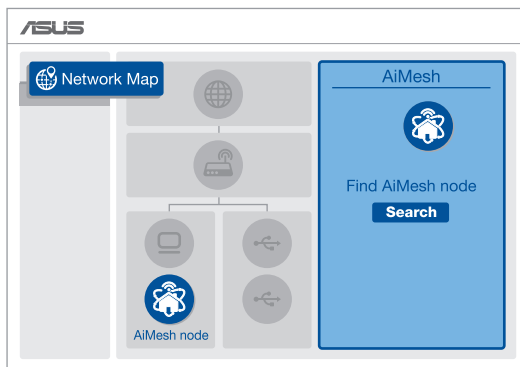 ASUS
Network Map
AiMesh
Find AiMesh node
Search
AiMesh node